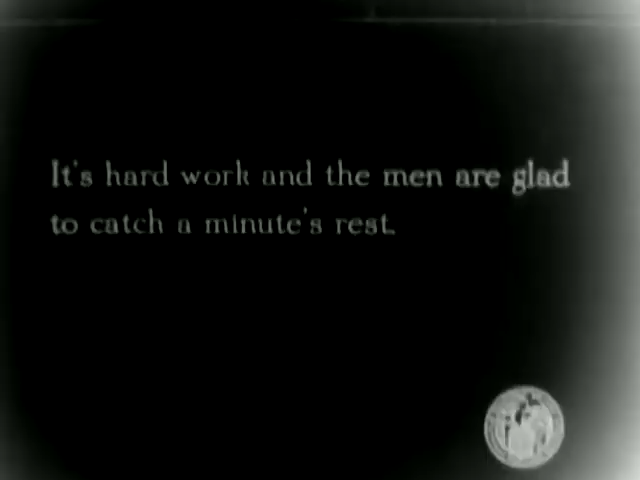 It's hard work and the men are glad
to catch a minute's rest.